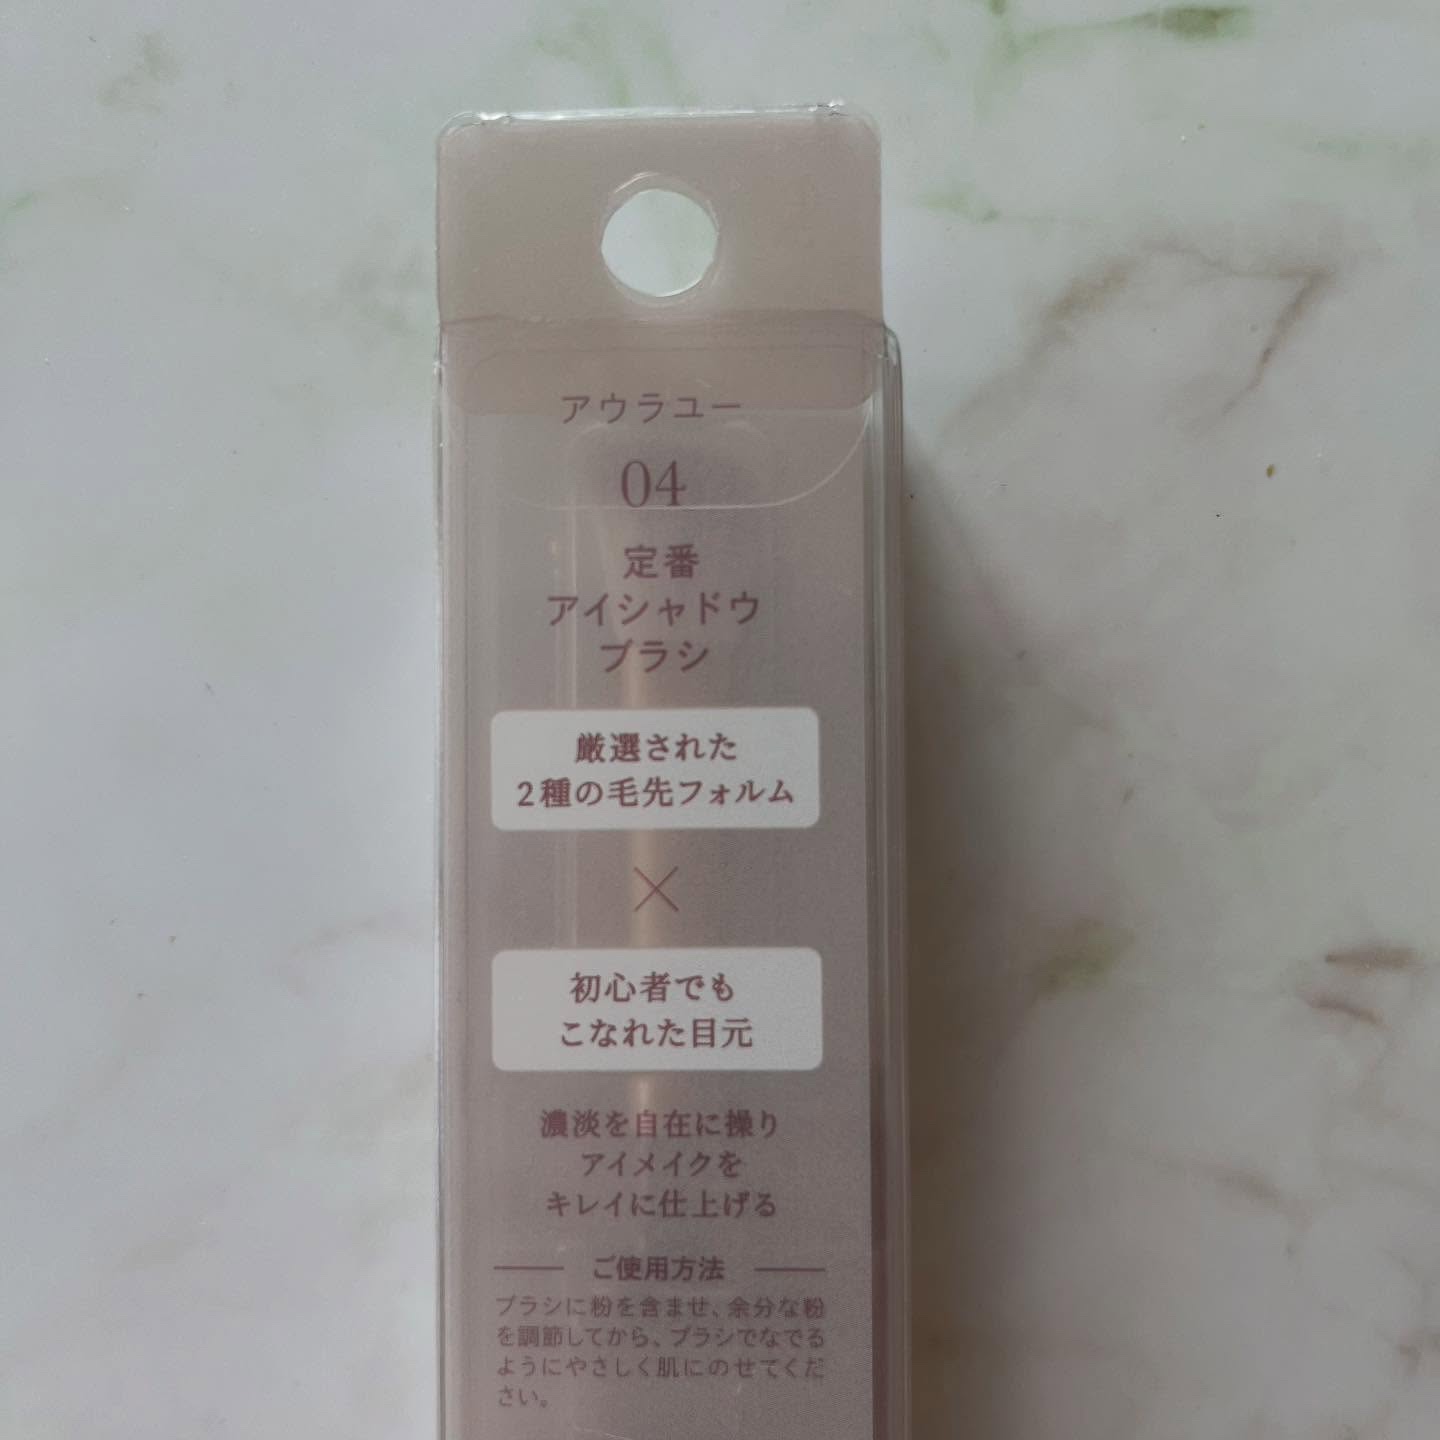 アウラユー
04
定番
アイシャドウ
ブラシ
厳選された
2種の毛先フォルム
×
初心者でも
こなれた目元
濃淡を自在に操り
アイメイクを
キレイに仕上げる
ご使用方法
ブラシに粉を含ませ、余分な粉
を調節してから、ブラシでなでる
ようにやさしく肌にのせてくだ
さい。